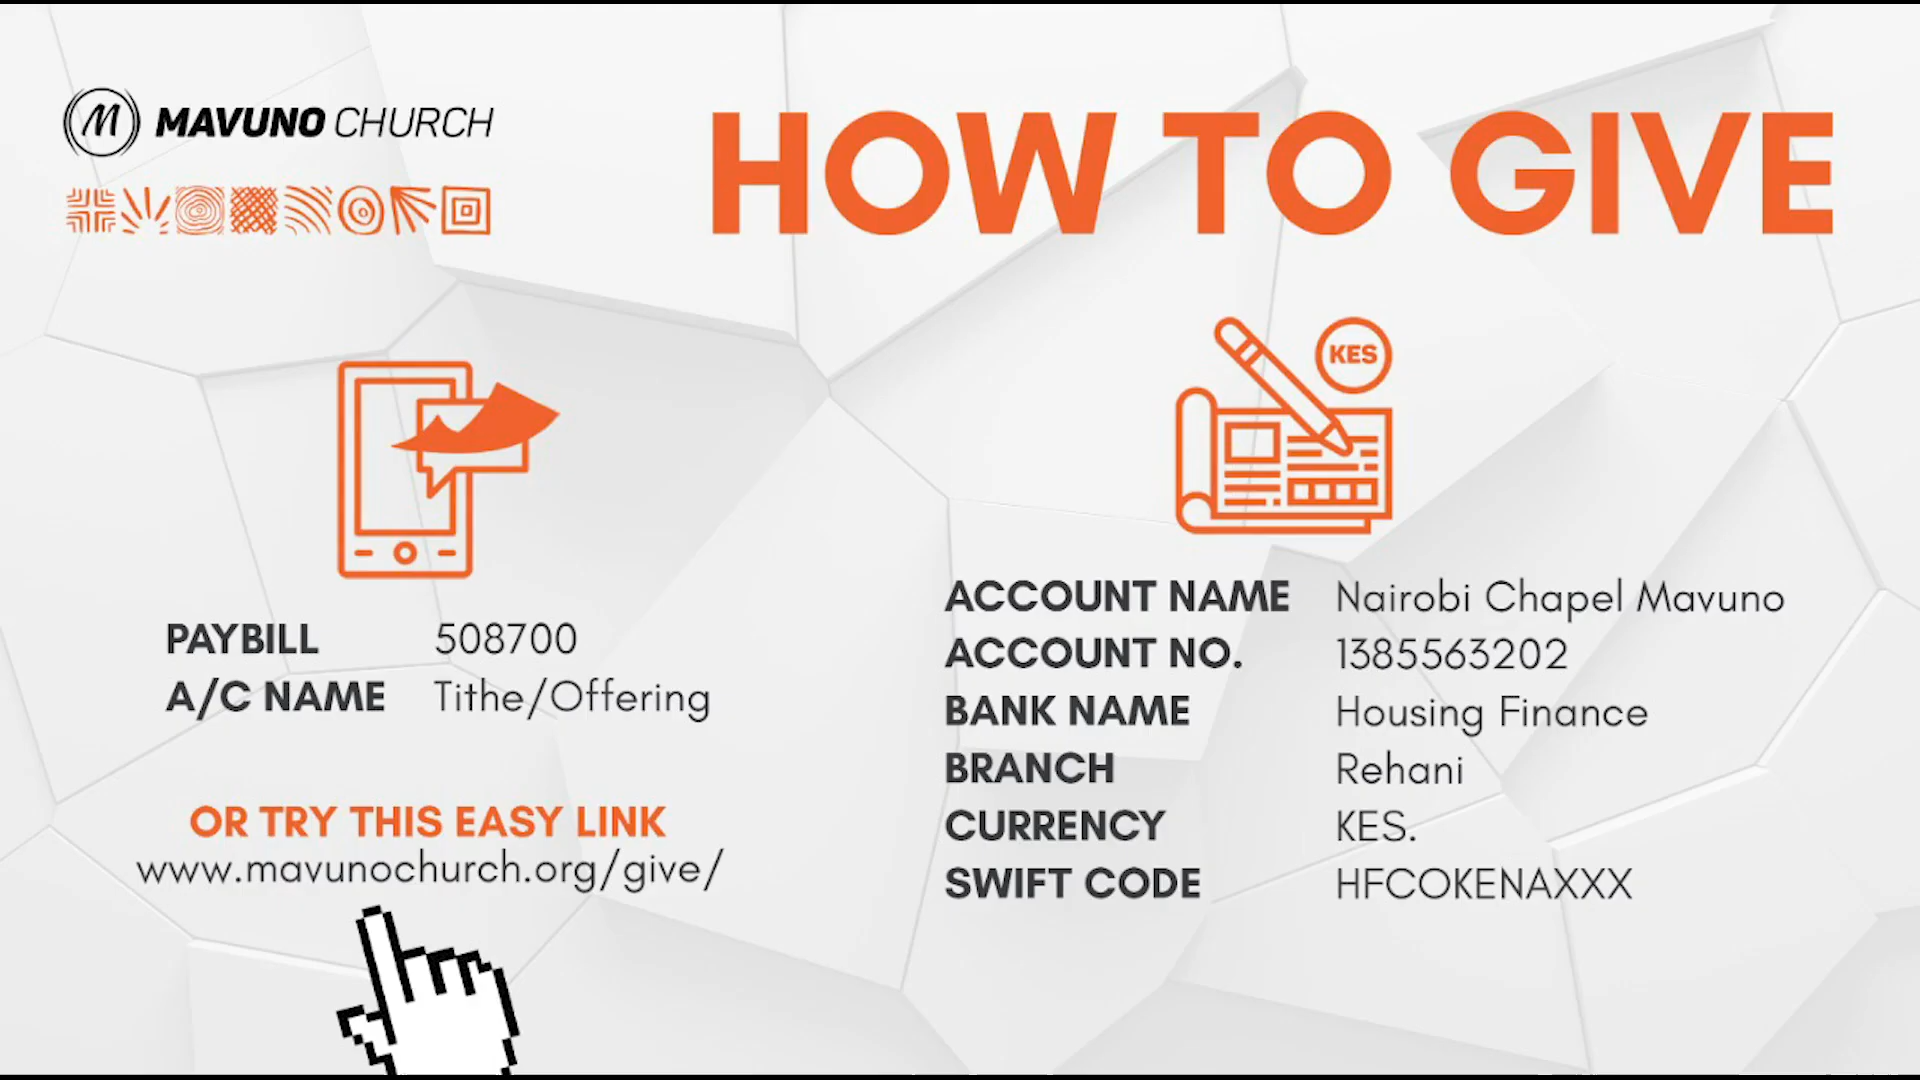 MAVUNO CHURCH
HOW TO GIVE
KES
PAYBILL 508700
A/C NAME Tithe/Offering
OR TRY THIS EASY LINK
www.mavunochurch.org/give/
ACCOUNT NAME Nairobi Chapel Mavuno
ACCOUNT NO. 1385563202
BANK NAME Housing Finance
BRANCH Rehani
CURRENCY KES.
SWIFT CODE HFCOKENAXXX